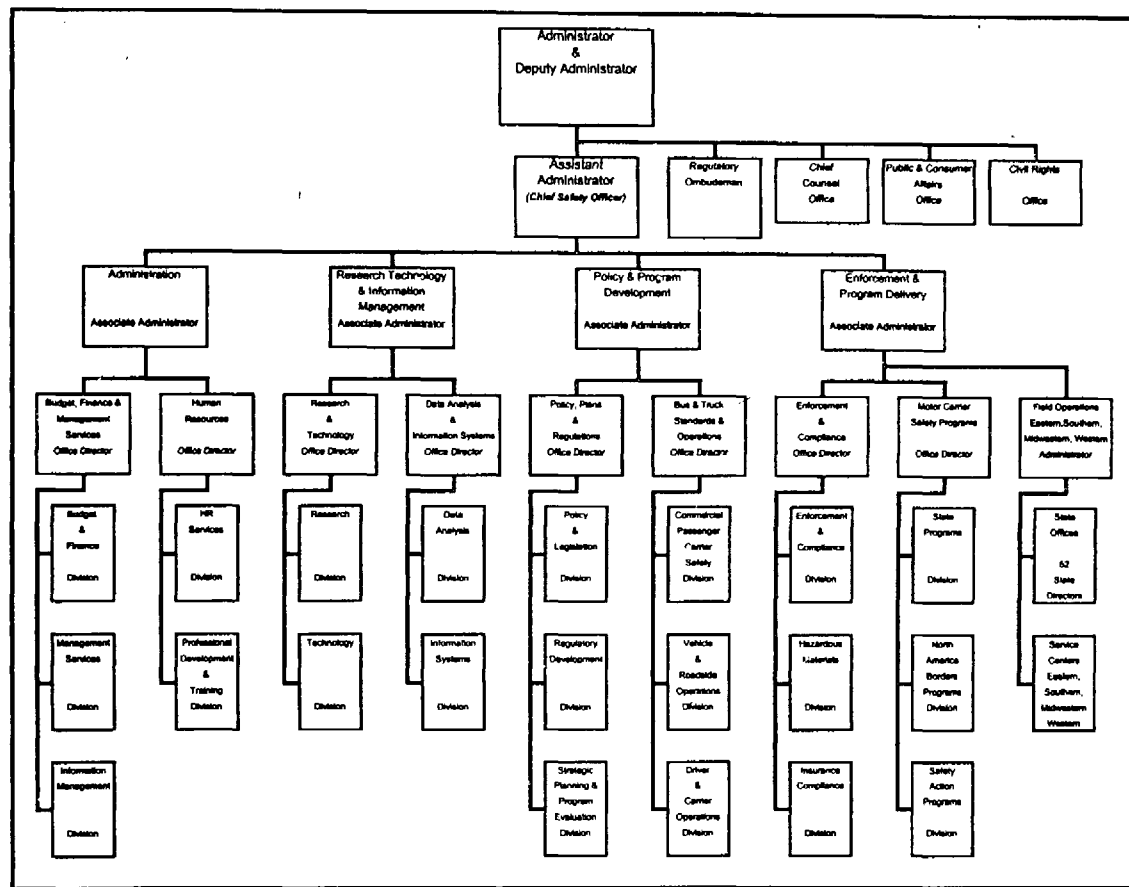 Administrator
&
Deputy Administrator
Assistant
Administrator
(Chief Safety Officer)
Regulatory
Ombudsman
Chief
Counsel
Office
Public & Consumer
Affairs
Office
Civil Rights
Office
Administration
Associate Administrator
Research Technology
& Information
Management
Associate Administrator
Policy & Program
Development
Associate Administrator
Enforcement &
Program Delivery
Associate Administrator
Budget, Finance &
Management
Services
Office Director
Human
Resources
Office Director
Research
&
Technology
Office Director
Data Analysis
&
Information Systems
Office Director
Policy, Plans
&
Regulations
Office Director
Bus & Truck
Standards &
Operations
Office Director
Enforcement
&
Compliance
Office Director
Motor Carrier
Safety Programs
Office Director
Field Operations
Eastern,Southern,
Midwestern, Western
Administrator
Budget
&
Finance
Division
HR
Services
Division
Research
Division
Data
Analysis
Division
Policy
&
Legislation
Division
Commercial
Passenger
Carrier
Safety
Division
Enforcement
& Compliance
Division
State
Programs
Division
State
Offices
52
State
Directors
Management
Services
Division
Professional
Development
&
Training
Division
Technology
Division
Information
Systems
Division
Regulatory
Development
Division
Vehicle
&
Roadside
Operations
Division
Hazardous
Materials
Division
North
America
Borders
Programs
Division
Service
Centers
Eastern,
Southern,
Midwestern
Western
Information
Management
Division
Strategic
Planning &
Program
Evaluation
Division
Driver
&
Carrier
Operations
Division
Insurance
Compliance
Division
Safety
Action
Programs
Division